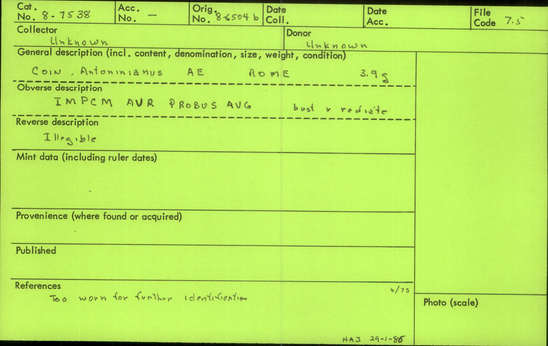 Cat. No. 8-7538 Acc. No. — Orig. No. 8-6504 b Date Coll. Date Acc. File Code 7.5
Collector Unknown Donor Unknown
General description (incl. content, denomination, size, weight, condition)
COIN, Antoninianus AE ROME 3.9g
Obverse description
IMPCM AVR PROBUS AVG bust r radiate
Reverse description
Illegible
Mint data (including ruler dates)
Provenience (where found or acquired)
Published
References 4/75
Too worn for further identification
Photo (scale)
HAJ 29-1-86